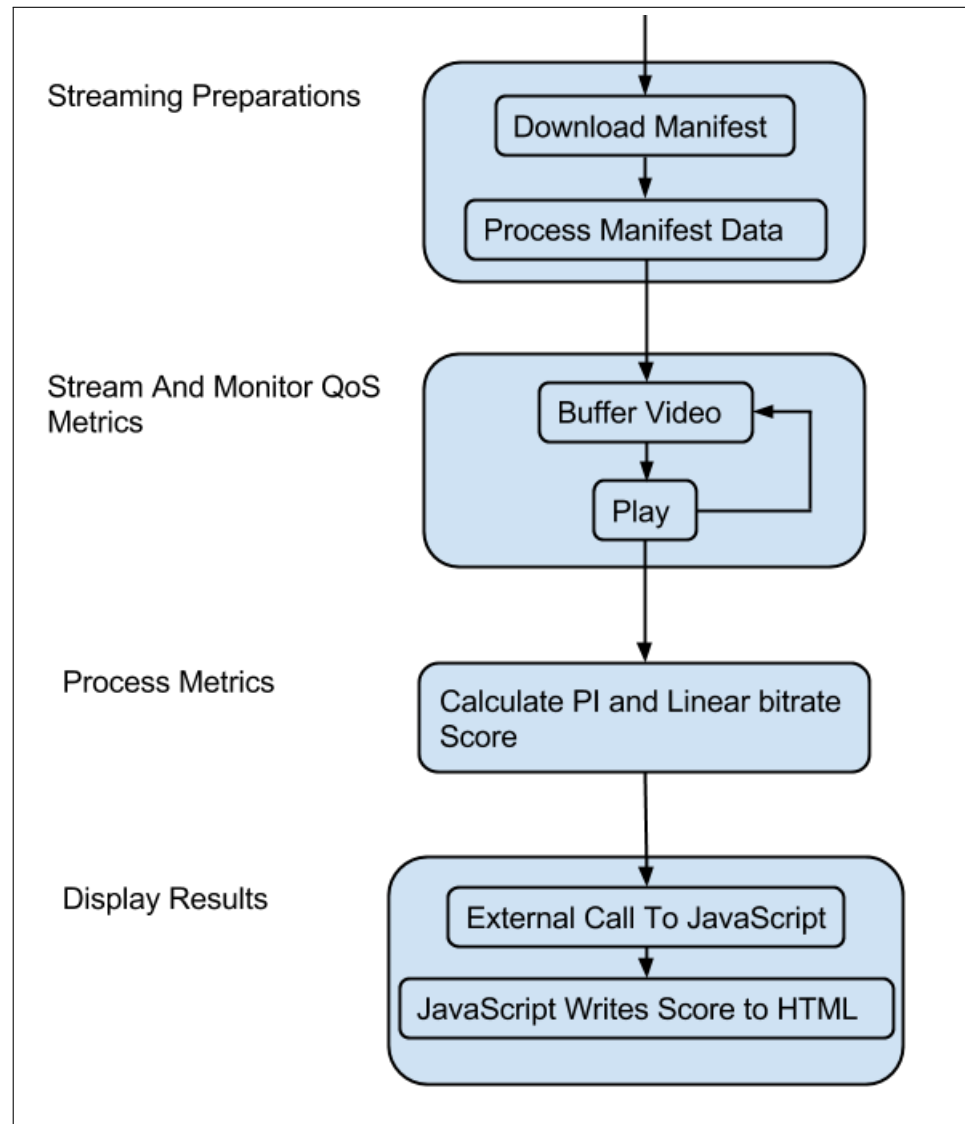 Streaming Preparations
Download Manifest
Process Manifest Data
Stream And Monitor QoS
Metrics
Buffer Video
Play
Process Metrics
Calculate PI and Linear bitrate
Score
Display Results
External Call To JavaScript
JavaScript Writes Score to HTML